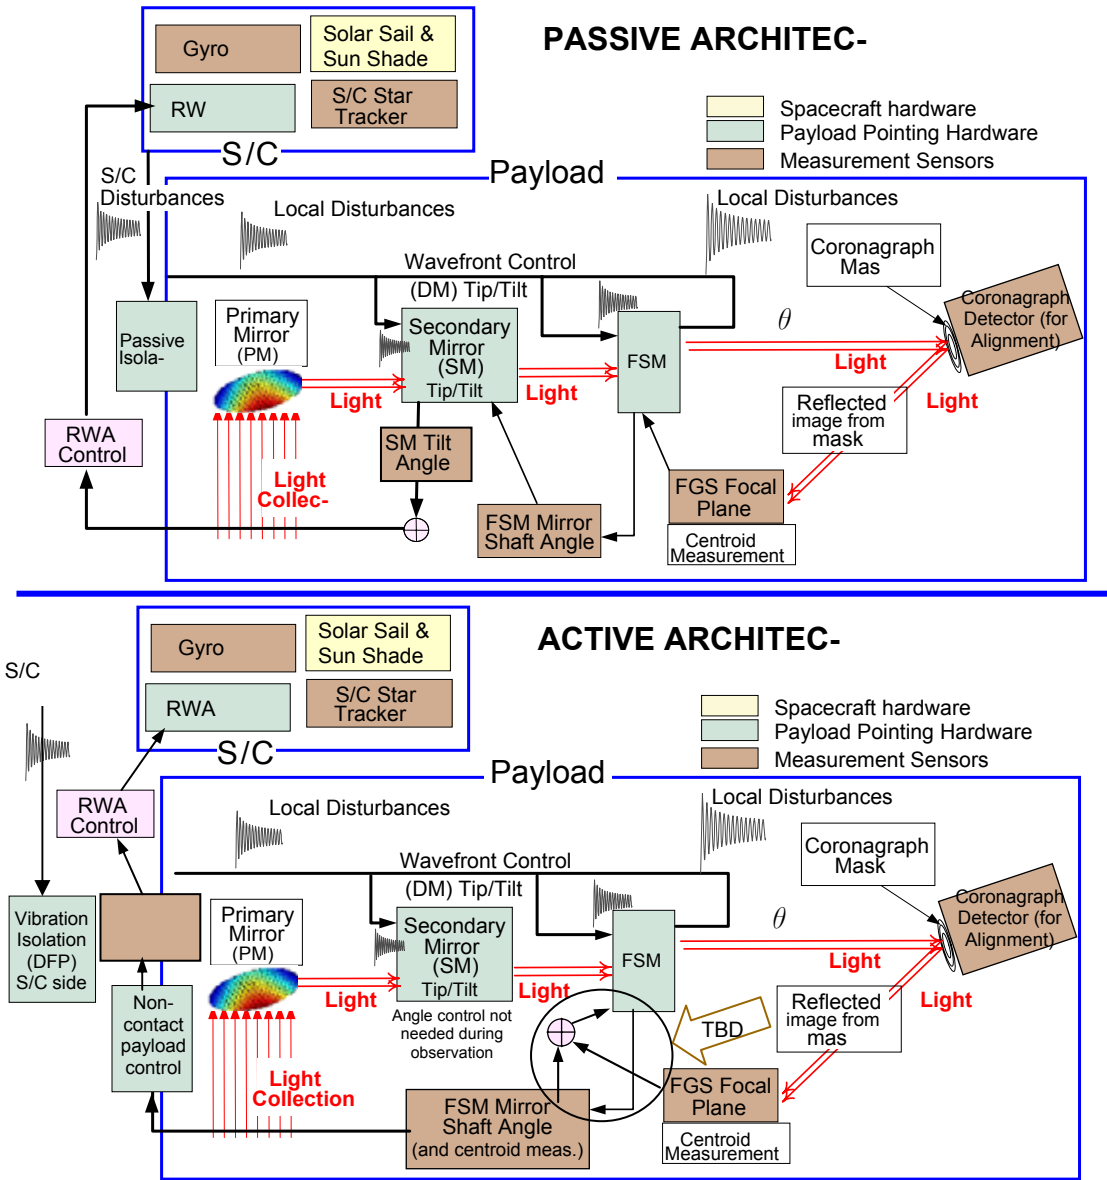 PASSIVE ARCHITEC-
Gyro
Solar Sail &
Sun Shade
RW
S/C Star
Tracker
S/C
Spacecraft hardware
Payload Pointing Hardware
Measurement Sensors
S/C
Disturbances
Payload
Local Disturbances
Local Disturbances
Coronagraph
Mas
Wavefront Control
(DM) Tip/Tilt
Coronagraph
Detector (for
Alignment)
Passive
Isola-
Primary
Mirror
(PM)
Secondary
Mirror
(SM)
Tip/Tilt
FSM
θ
Light
Light
Light
Light
Reflected
image from
mask
RWA
Control
SM Tilt
Angle
Light
Collec-
FSM Mirror
Shaft Angle
FGS Focal
Plane
Centroid
Measurement
ACTIVE ARCHITEC-
Gyro
Solar Sail &
Sun Shade
S/C
RWA
S/C Star
Tracker
S/C
Spacecraft hardware
Payload Pointing Hardware
Measurement Sensors
Payload
RWA
Control
Local Disturbances
Local Disturbances
Coronagraph
Mask
Wavefront Control
(DM) Tip/Tilt
Coronagraph
Detector (for
Alignment)
Vibration
Isolation
(DFP)
S/C side
Primary
Mirror
(PM)
Secondary
Mirror
(SM)
Tip/Tilt
FSM
θ
Light
Light
Light
Light
Non-
contact
payload
control
Angle control not
needed during
observation
TBD
Reflected
image from
mas
Light
Collection
FSM Mirror
Shaft Angle
(and centroid meas.)
FGS Focal
Plane
Centroid
Measurement